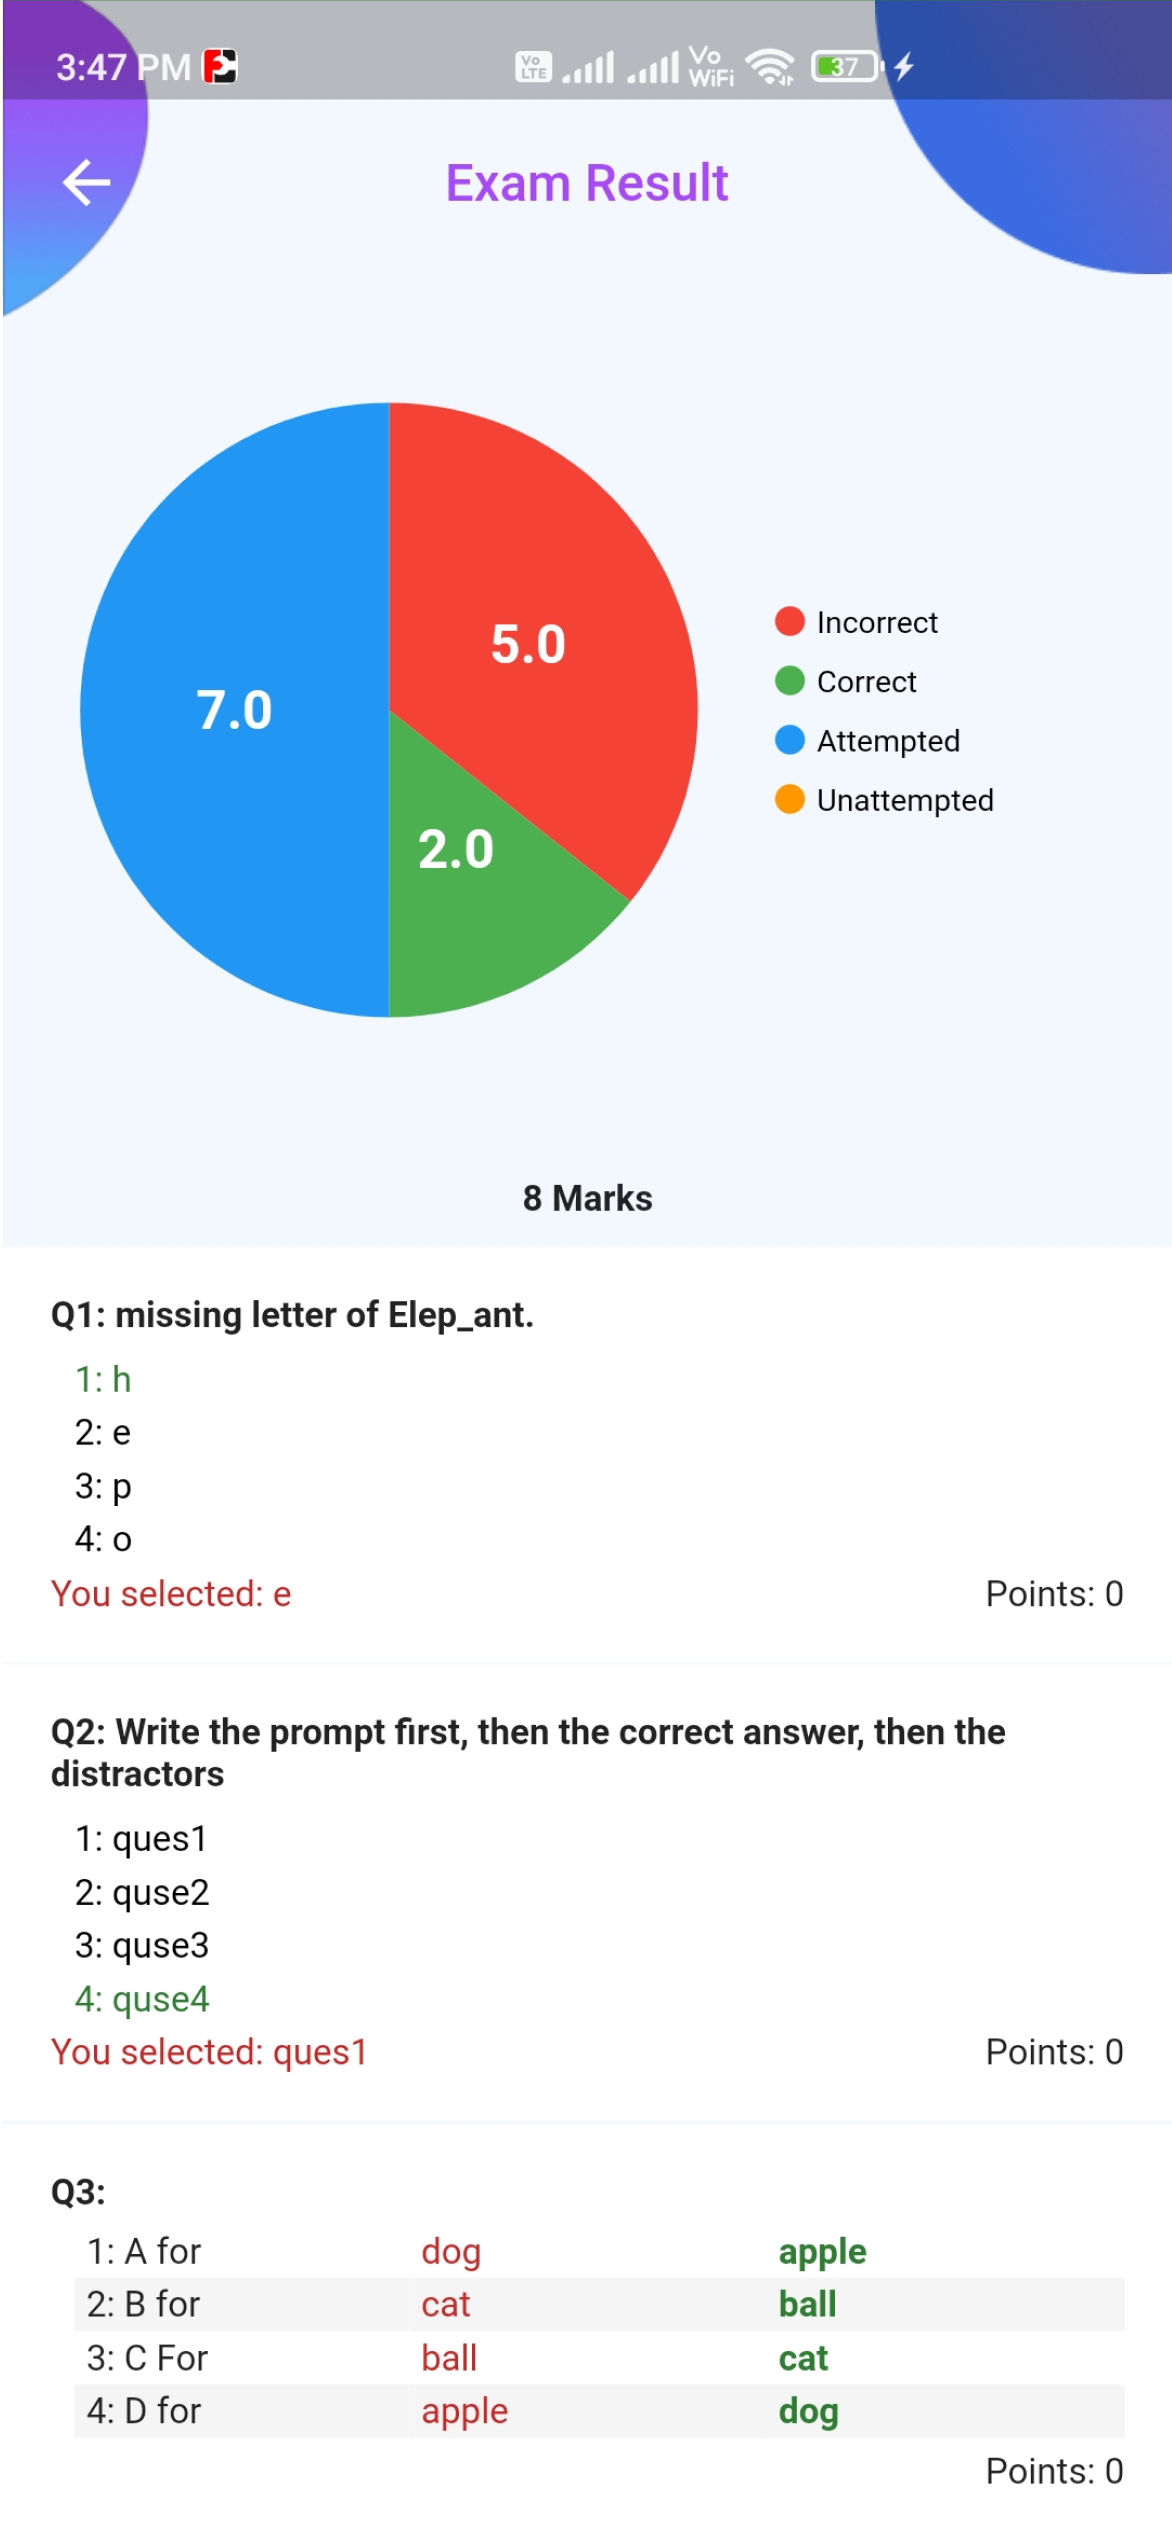 3:47 PM Vo LTE Vo WiFi 37
Exam Result
5.0
7.0
2.0
Incorrect
Correct
Attempted
Unattempted
8 Marks
Q1: missing letter of Elep_ant.
1: h
2: e
3: p
4: o
You selected: e Points: 0
Q2: Write the prompt first, then the correct answer, then the
distractors
1: ques1
2: quse2
3: quse3
4: quse4
You selected: ques1 Points: 0
Q3:
1: A for dog apple
2: B for cat ball
3: C For ball cat
4: D for apple dog
Points: 0